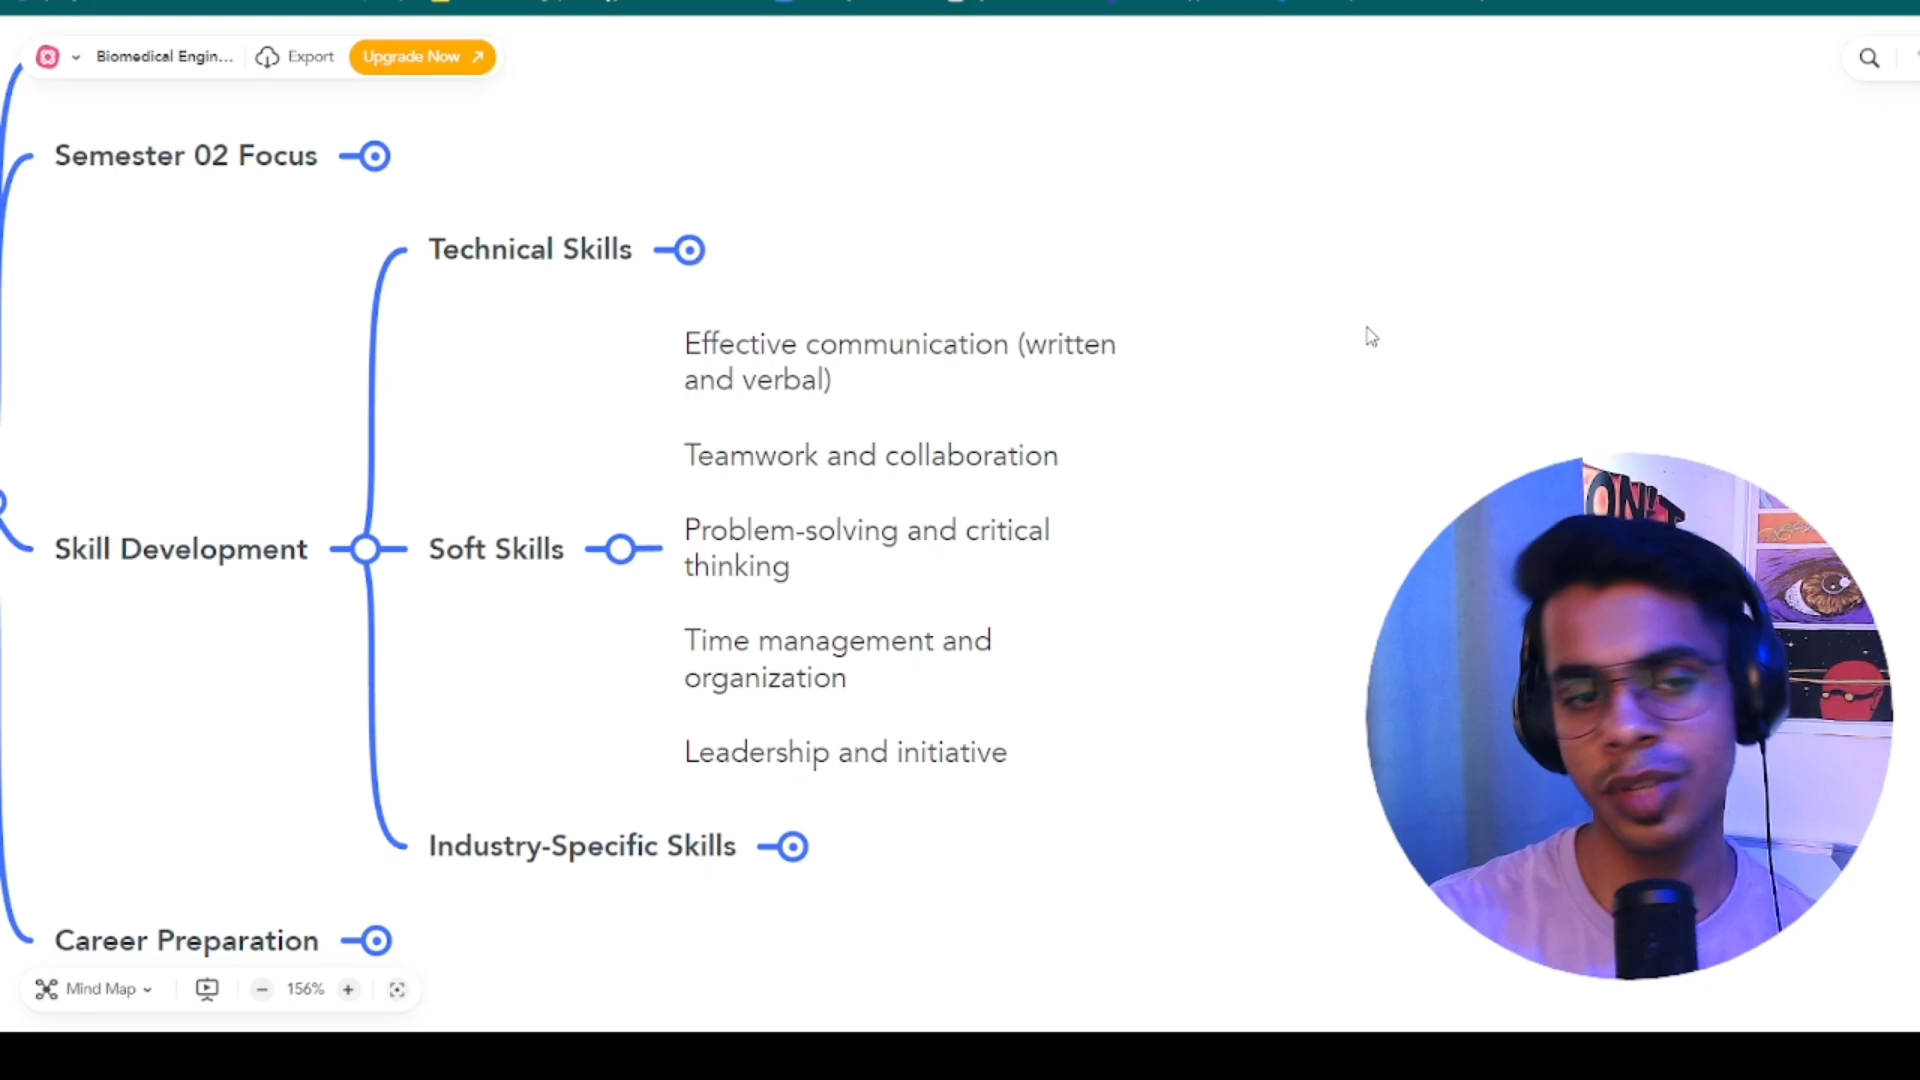 Biomedical Engin...
Export
Upgrade Now
Semester 02 Focus
Technical Skills
Effective communication (written
and verbal)
Teamwork and collaboration
Problem-solving and critical
thinking
Skill Development
Soft Skills
Time management and
organization
Leadership and initiative
Industry-Specific Skills
Career Preparation
Mind Map
156%
ON'T